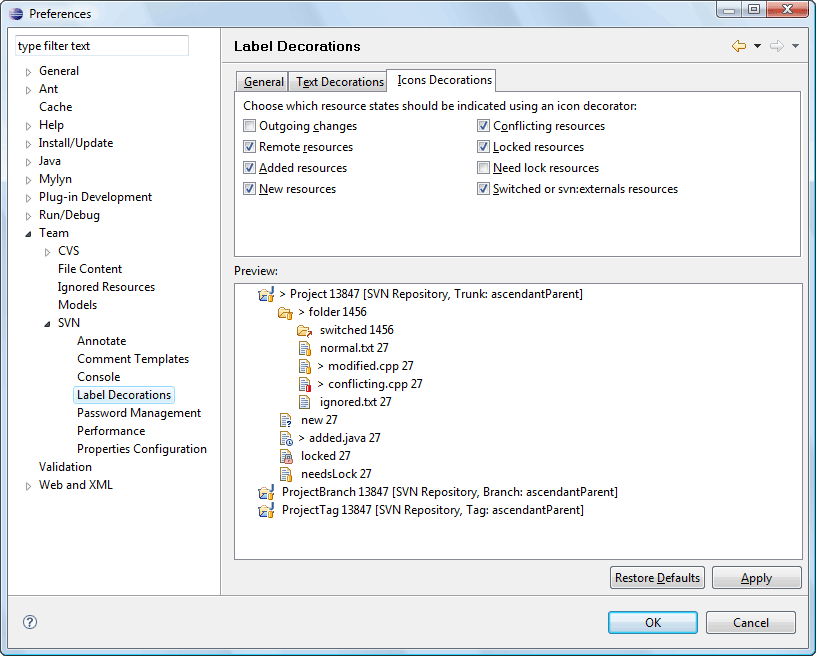 Preferences
type filter text
General
Ant
Cache
Help
Install/Update
Java
Mylyn
Plug-in Development
Run/Debug
Team
CVS
File Content
Ignored Resources
Models
SVN
Annotate
Comment Templates
Console
Label Decorations
Password Management
Performance
Properties Configuration
Validation
Web and XML
Label Decorations
General Text Decorations Icons Decorations
Choose which resource states should be indicated using an icon decorator:
Outgoing changes
Remote resources
Added resources
New resources
Conflicting resources
Locked resources
Need lock resources
Switched or svn:externals resources
Preview:
> Project 13847 [SVN Repository, Trunk: ascendantParent]
> folder 1456
switched 1456
normal.txt 27
> modified.cpp 27
> conflicting.cpp 27
ignored.txt 27
new 27
> added.java 27
locked 27
needsLock 27
ProjectBranch 13847 [SVN Repository, Branch: ascendantParent]
ProjectTag 13847 [SVN Repository, Tag: ascendantParent]
Restore Defaults Apply
OK Cancel